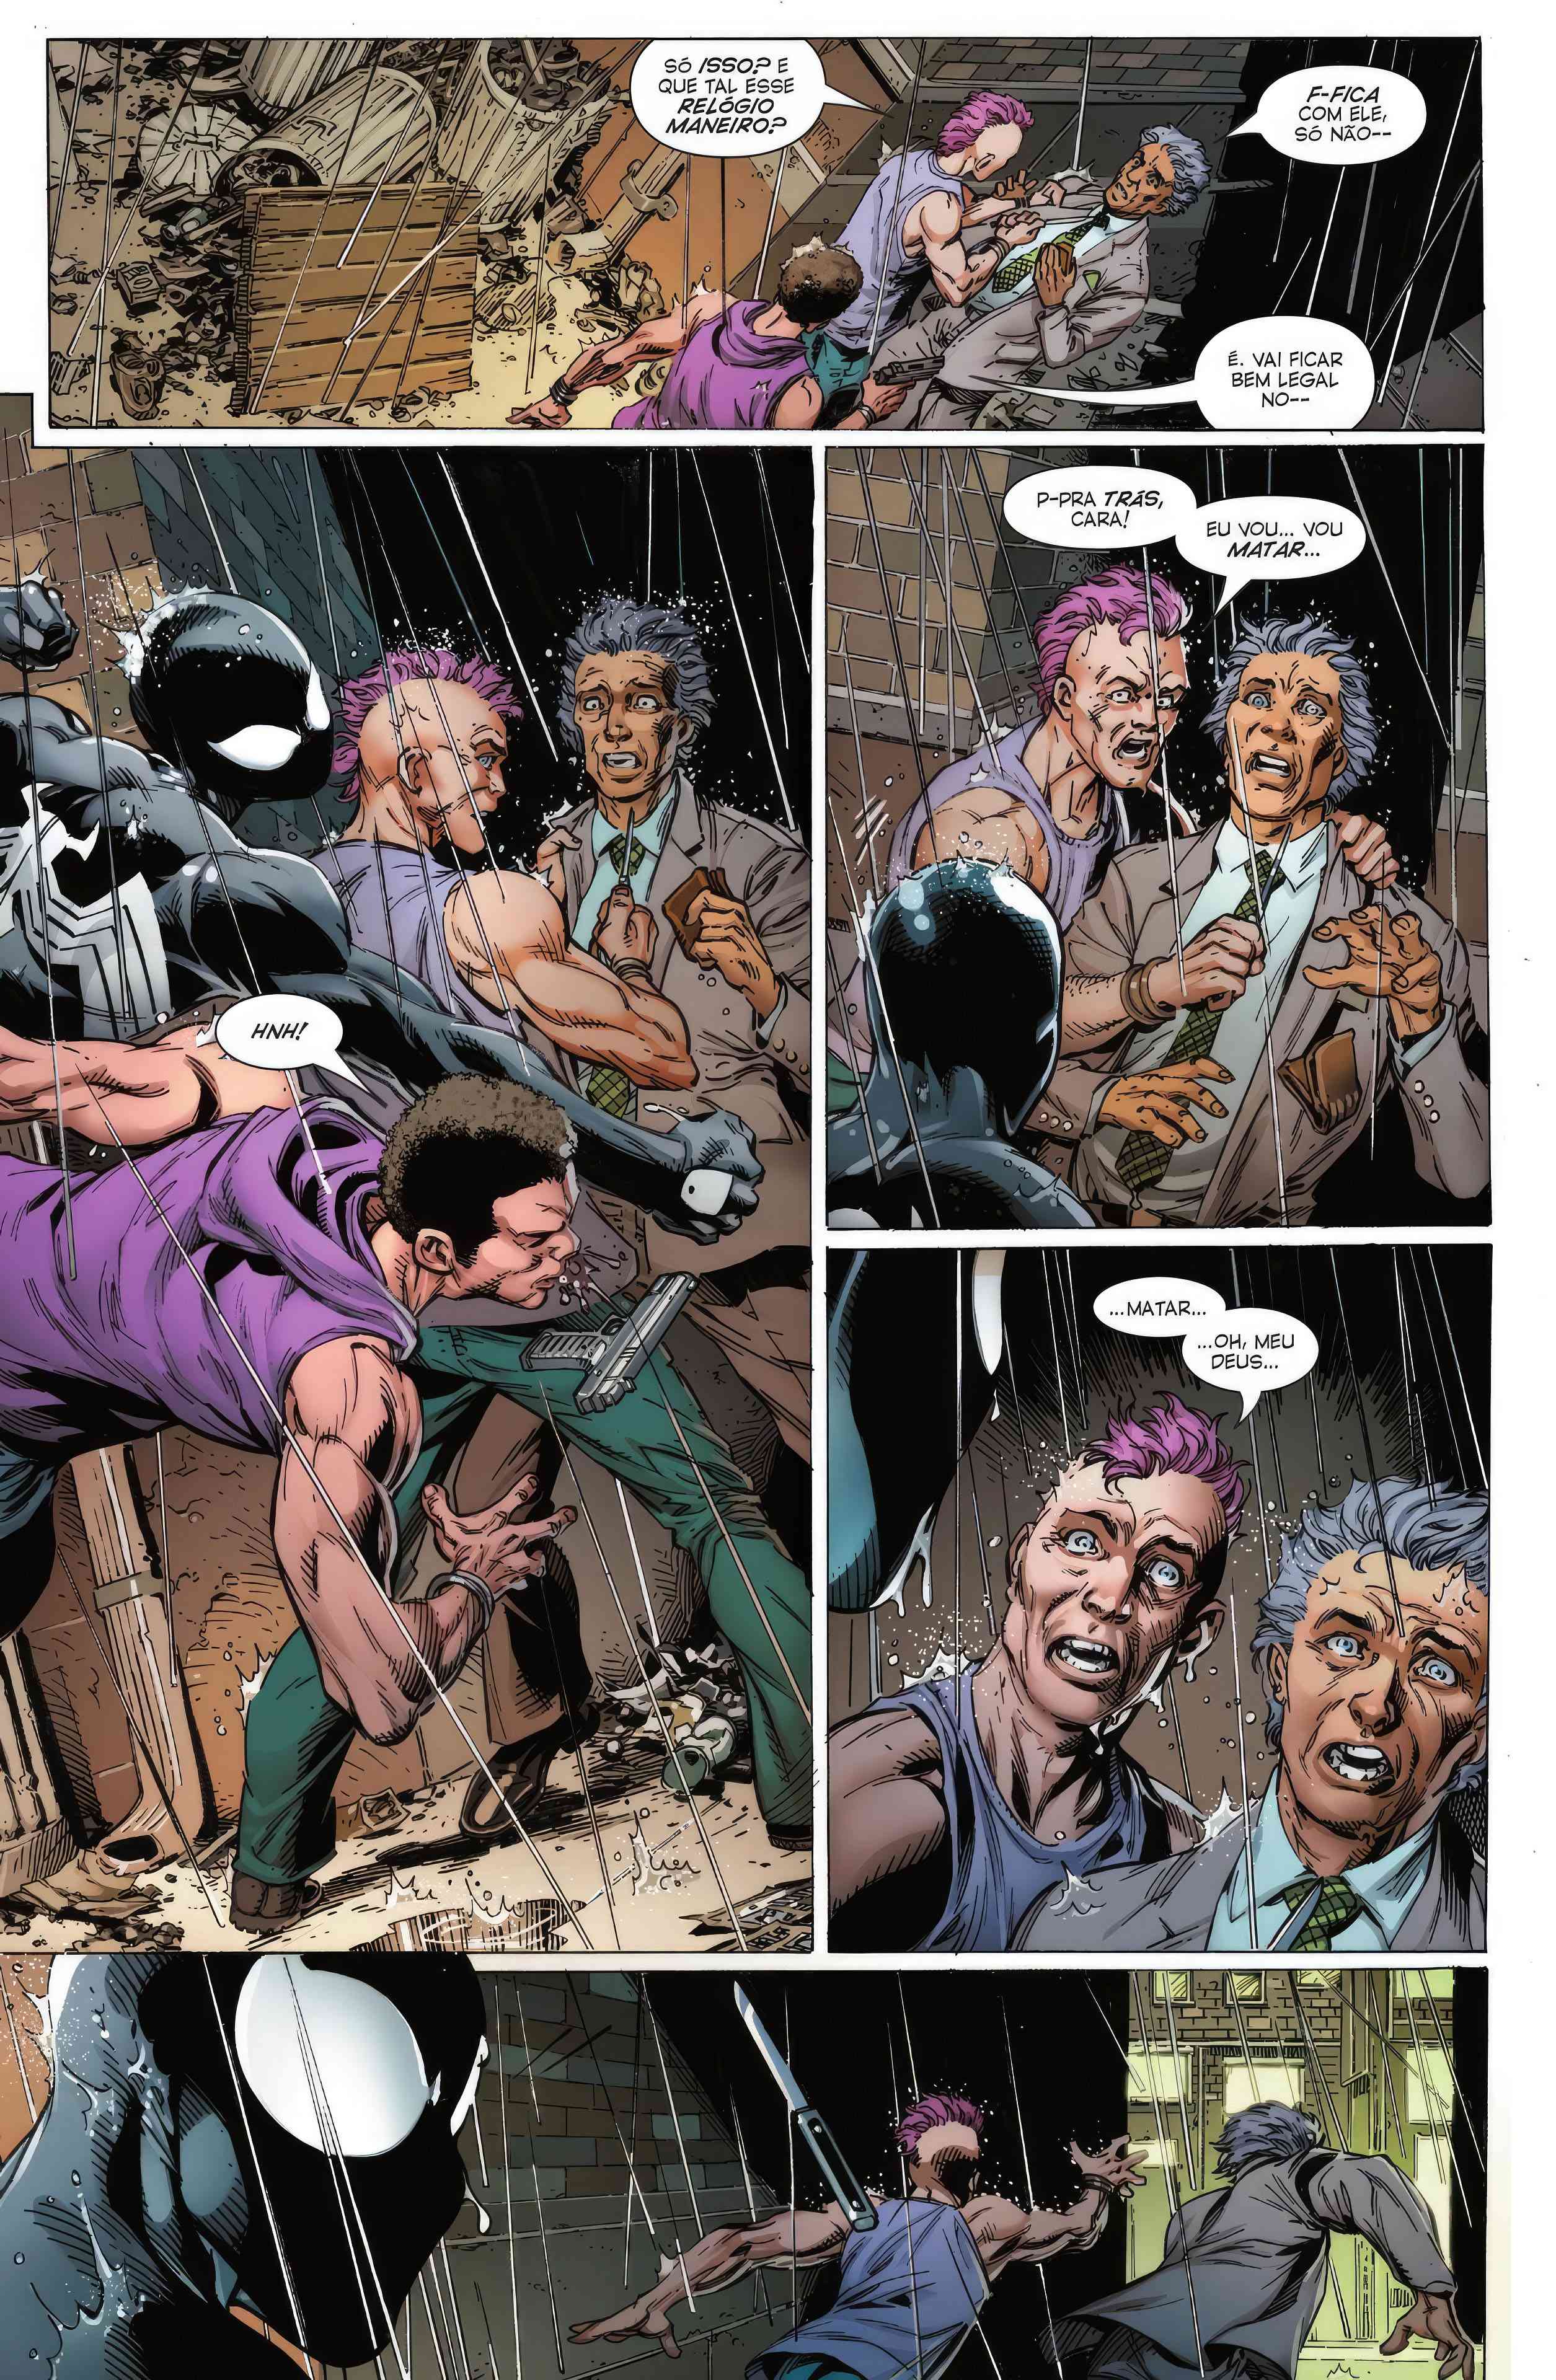 SÓ ISSO? E
QUE TAL ESSE
RELÓGIO
MANEIRO?
F-FICA
COM ELE,
SÓ NÃO--
É. VAI FICAR
BEM LEGAL
NO--
HNH!
P-PRA TRÁS,
CARA!
EU VOU... VOU
MATAR...
...MATAR...
...OH, MEU
DEUS...